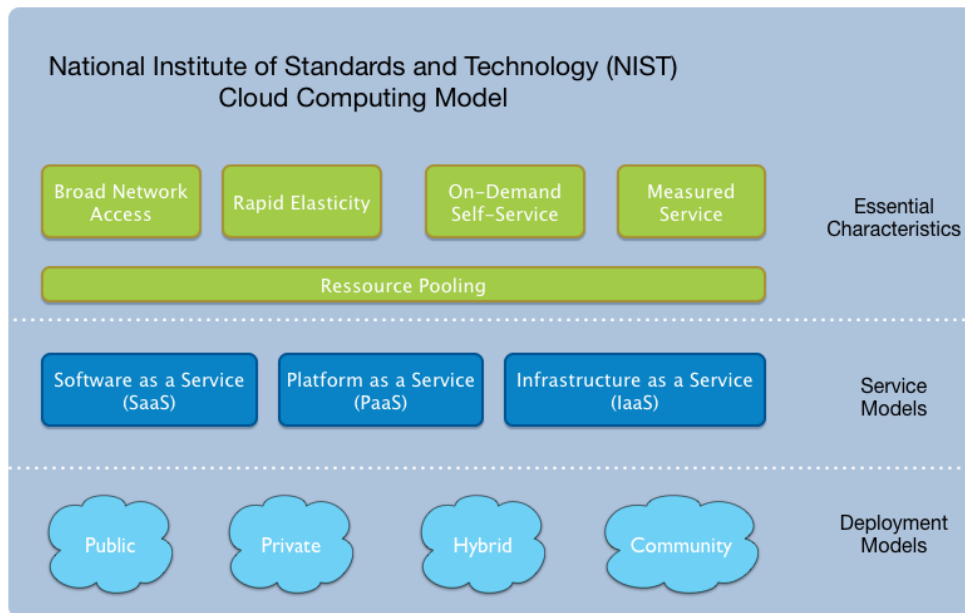 National Institute of Standards and Technology (NIST)
Cloud Computing Model
Broad Network
Access
Rapid Elasticity
On-Demand
Self-Service
Measured
Service
Essential
Characteristics
Ressource Pooling
Software as a Service
(SaaS)
Platform as a Service
(PaaS)
Infrastructure as a Service
(IaaS)
Service
Models
Public
Private
Hybrid
Community
Deployment
Models